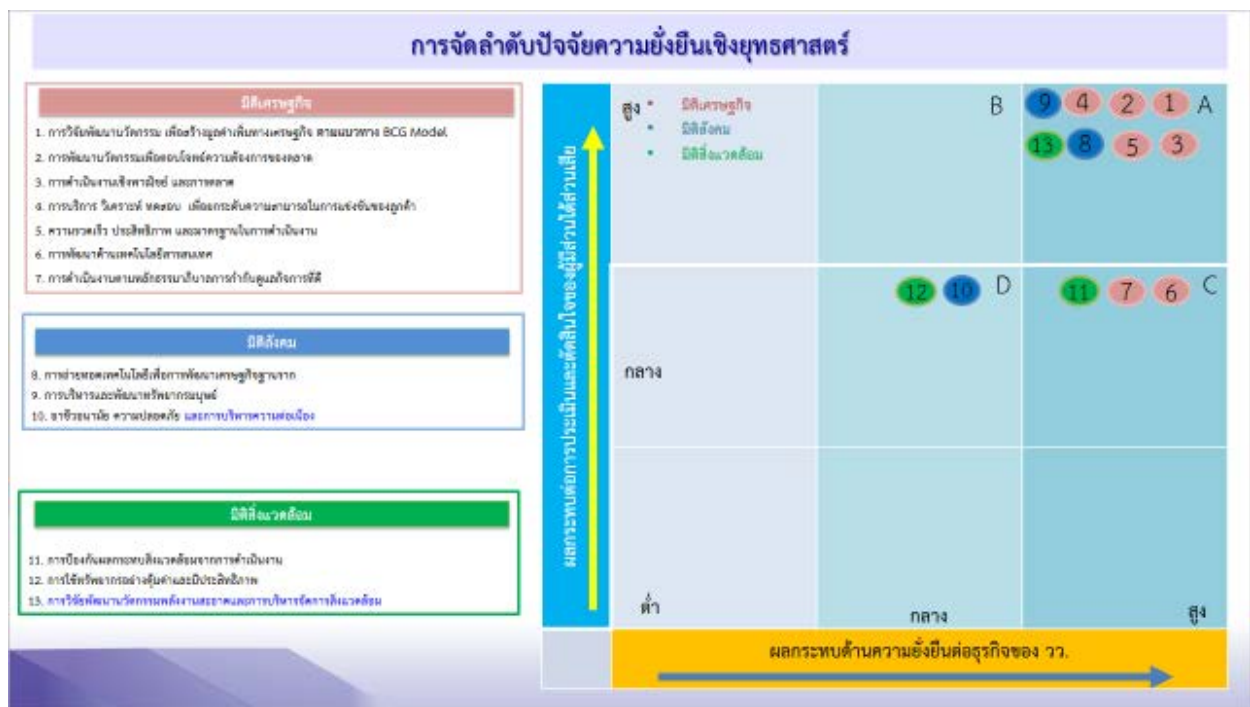 การจัดลำดับปัจจัยความยั่งยืนเชิงยุทธศาสตร์
มิติเศรษฐกิจ
1. การวิจัยพัฒนานวัตกรรม เพื่อสร้างมูลค่าเพิ่มทางเศรษฐกิจ ตามแนวทาง BCG Model
2. การพัฒนานวัตกรรมเพื่อตอบโจทย์ความต้องการของตลาด
3. การดำเนินงานเชิงพาณิชย์ และการตลาด
4. การบริการ วิเคราะห์ ทดสอบ เพื่อยกระดับความสามารถในการแข่งขันของลูกค้า
5. ความรวดเร็ว ประสิทธิภาพ และมาตรฐานในการดำเนินงาน
6. การพัฒนาด้านเทคโนโลยีสารสนเทศ
7. การดำเนินงานตามหลักธรรมาภิบาลการกำกับดูแลกิจการที่ดี
มิติสังคม
8. การถ่ายทอดเทคโนโลยีเพื่อการพัฒนาเศรษฐกิจฐานราก
9. การบริหารและพัฒนาทรัพยากรมนุษย์
10. อาชีวอนามัย ความปลอดภัย และการบริหารความต่อเนื่อง
มิติสิ่งแวดล้อม
11. การป้องกันผลกระทบสิ่งแวดล้อมจากการดำเนินงาน
12. การใช้ทรัพยากรอย่างคุ้มค่าและมีประสิทธิภาพ
13. การวิจัยพัฒนานวัตกรรมพลังงานสะอาดและการบริหารจัดการสิ่งแวดล้อม
ผลกระทบต่อการประเมินและตัดสินใจของผู้มีส่วนได้ส่วนเสีย
สูง • มิติเศรษฐกิจ
• มิติสังคม
• มิติสิ่งแวดล้อม
B
9 4 2 1 A
13 8 5 3
กลาง
12 10 D
11 7 6 C
ต่ำ
กลาง
สูง
ผลกระทบด้านความยั่งยืนต่อธุรกิจของ วว.